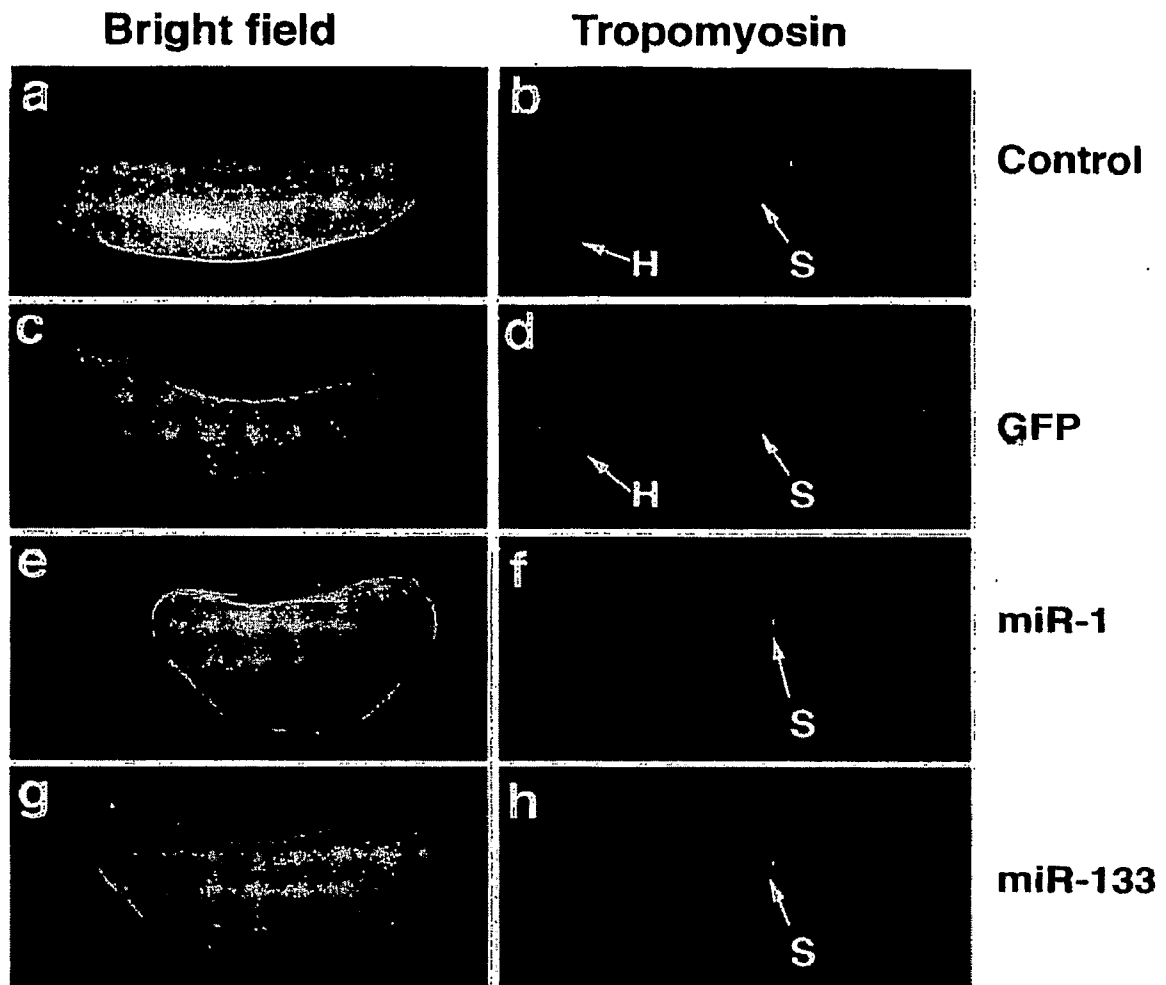 Bright field
Tropomyosin
a
b
H
S
Control
c
d
H
S
GFP
e
f
S
miR-1
g
h
S
miR-133